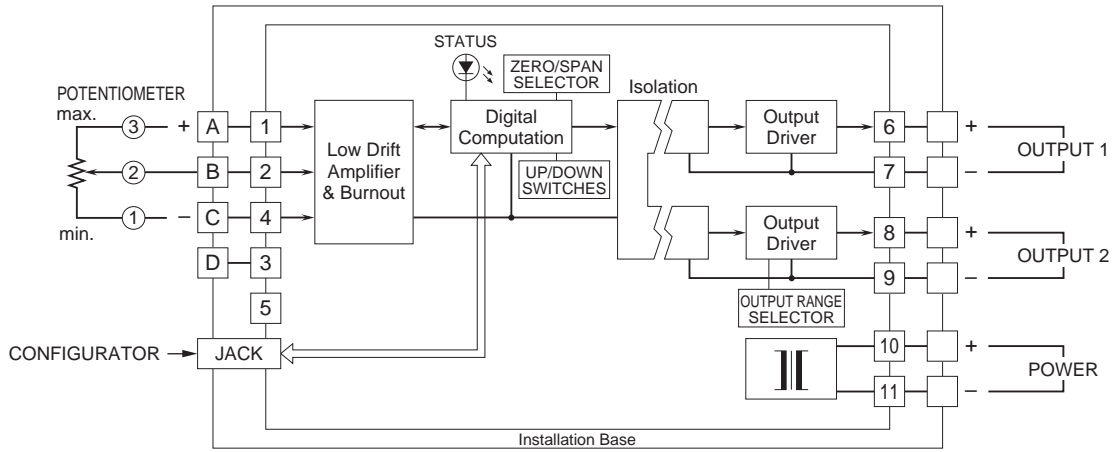 STATUS
ZERO/SPAN
SELECTOR
Isolation
POTENTIOMETER
max.
3
+
A
1
Low Drift
Amplifier
& Burnout
Digital
Computation
Output
Driver
6
+
OUTPUT 1
2
B
2
UP/DOWN
SWITCHES
7
–
1
–
C
4
min.
Output
Driver
8
+
OUTPUT 2
D
3
9
–
5
OUTPUT RANGE
SELECTOR
CONFIGURATOR
JACK
10
+
POWER
11
–
Installation Base